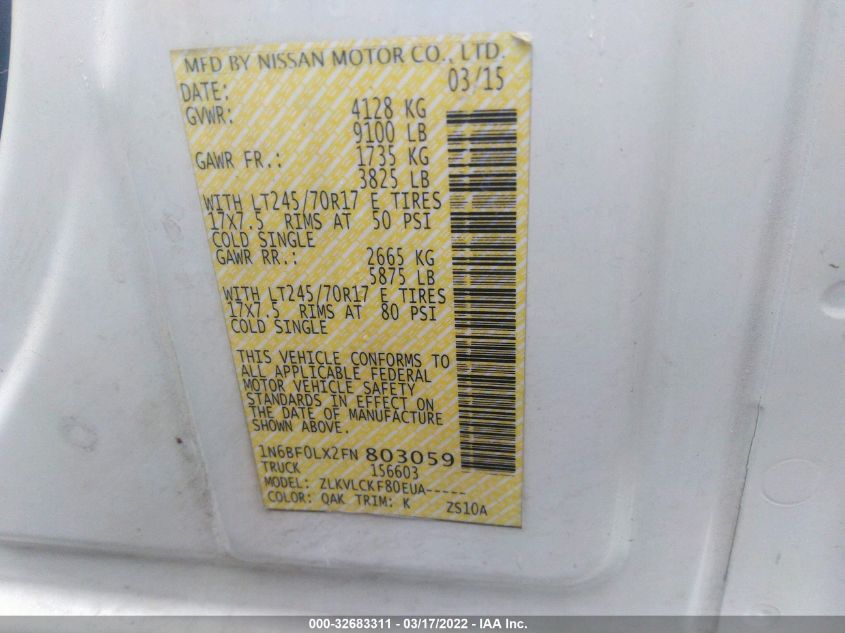 MFD BY NISSAN MOTOR CO., LTD.
DATE: 03/15
GVWR: 4128 KG
9100 LB
GAWR FR.: 1735 KG
3825 LB
WITH LT245/70R17 E TIRES
17X7.5 RIMS AT 50 PSI
COLD SINGLE
GAWR RR.: 2665 KG
5875 LB
WITH LT245/70R17 E TIRES
17X7.5 RIMS AT 80 PSI
COLD SINGLE
THIS VEHICLE CONFORMS TO
ALL APPLICABLE FEDERAL
MOTOR VEHICLE SAFETY
STANDARDS IN EFFECT ON
THE DATE OF MANUFACTURE
SHOWN ABOVE.
1N6BF0LX2FN 803059
TRUCK 156603
MODEL: ZLKVLCKF80EUA-----
COLOR: QAK TRIM: K ZS10A
000-32683311 - 03/17/2022 - IAA Inc.